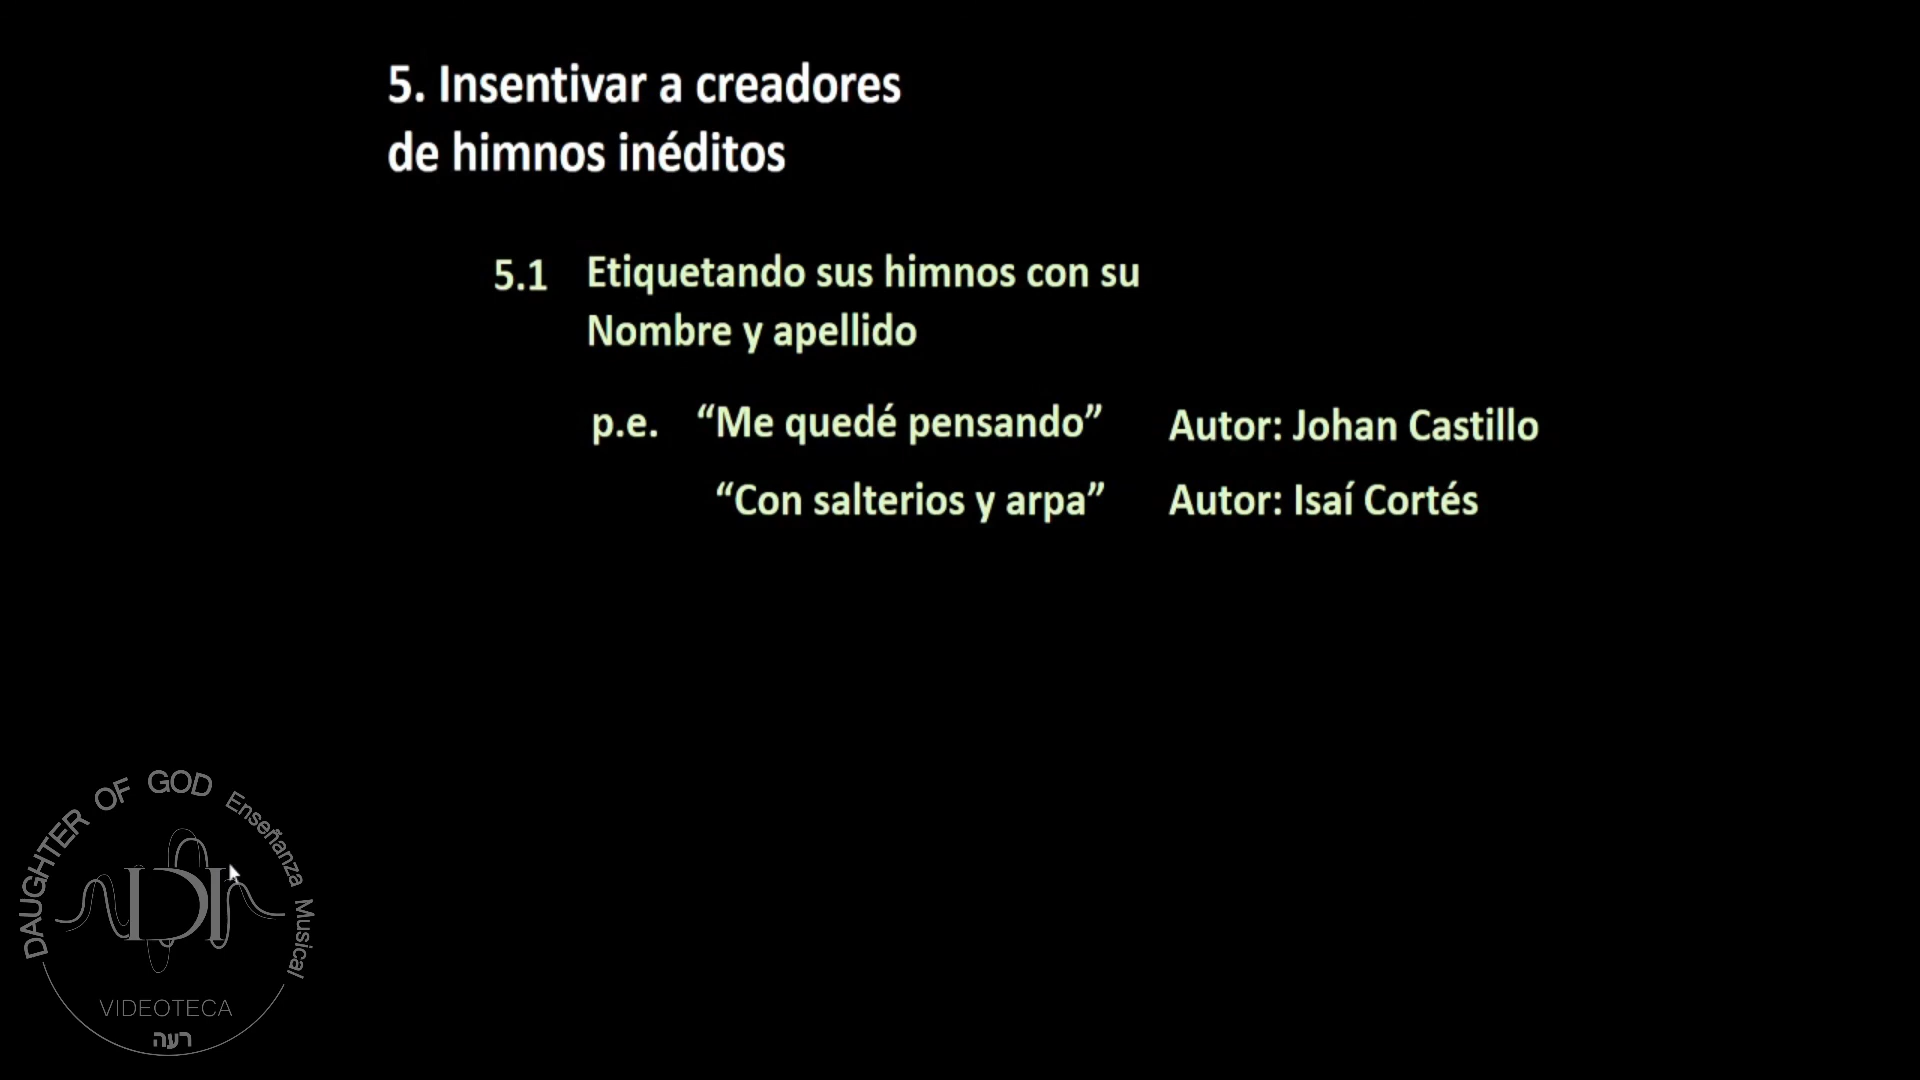 5. Insentivar a creadores
de himnos inéditos
5.1 Etiquetando sus himnos con su
Nombre y apellido
p.e. “Me quedé pensando” Autor: Johan Castillo
“Con salterios y arpa” Autor: Isaí Cortés
DAUGHTER OF GOD Enseñanza Musical
VIDEOTECA
רעה